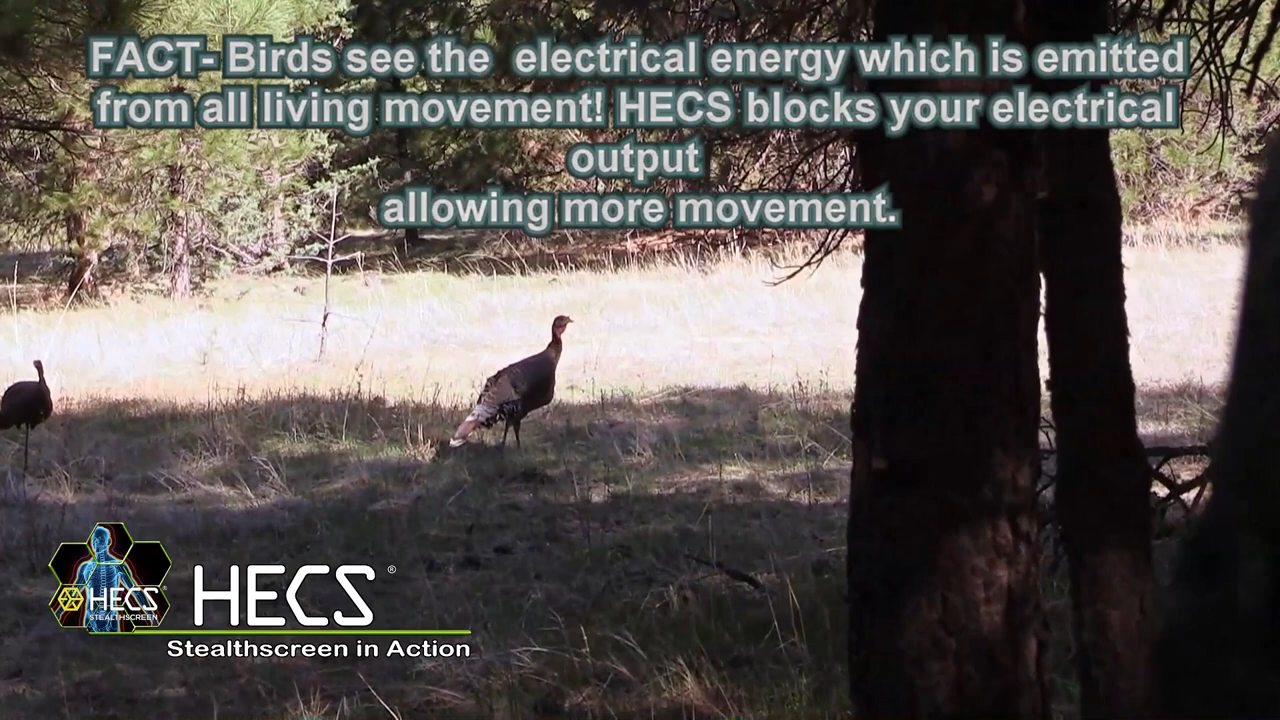 FACT- Birds see the  electrical energy which is emitted
from all living movement! HECS blocks your electrical
output
allowing more movement.
HECS®
STEALTHSCREEN
HECS®
Stealthscreen in Action